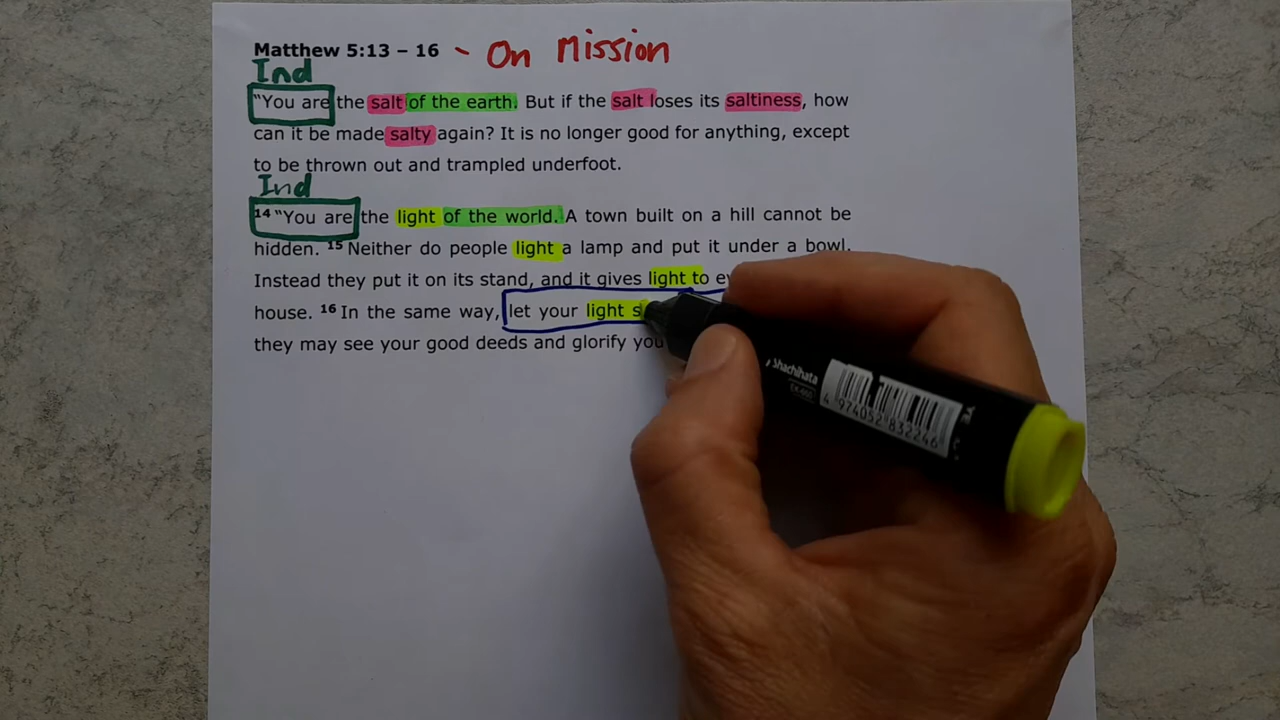 Matthew 5:13 – 16 ~ On Mission
Ind
"You are the salt of the earth. But if the salt loses its saltiness, how
can it be made salty again? It is no longer good for anything, except
to be thrown out and trampled underfoot.
Ind
14 "You are the light of the world. A town built on a hill cannot be
hidden. 15 Neither do people light a lamp and put it under a bowl.
Instead they put it on its stand, and it gives light to
house. 16 In the same way, let your light
they may see your good deeds and glorify
Shachihata
4 974052 832246